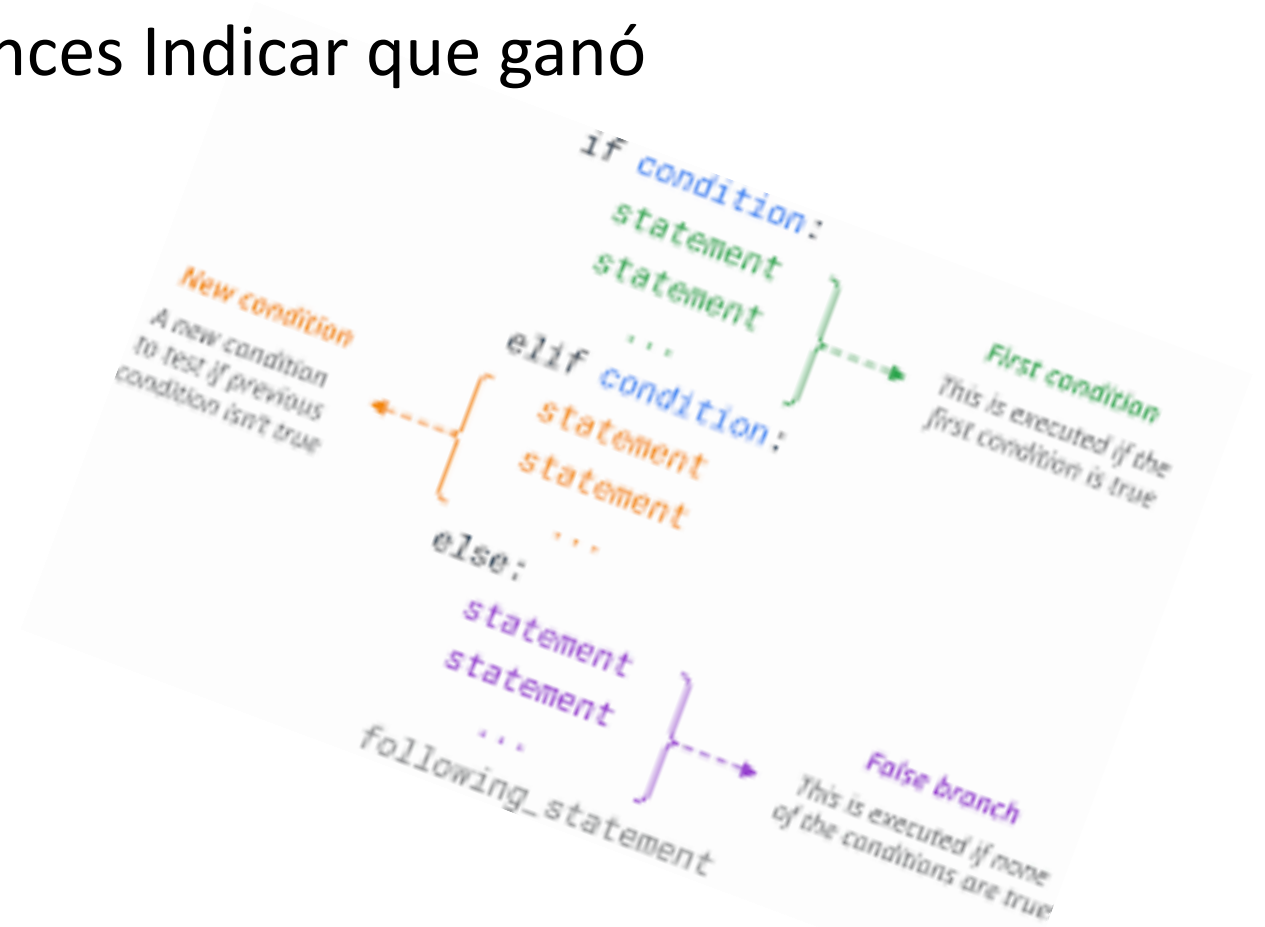 nces Indicar que ganó
if condition:
statement
statement
...
elif condition:
statement
statement
...
else:
statement
statement
...
following_statement
New condition
A new condition
to test if previous
condition isn't true
First condition
This is executed if the
first condition is true
False branch
This is executed if none
of the conditions are true